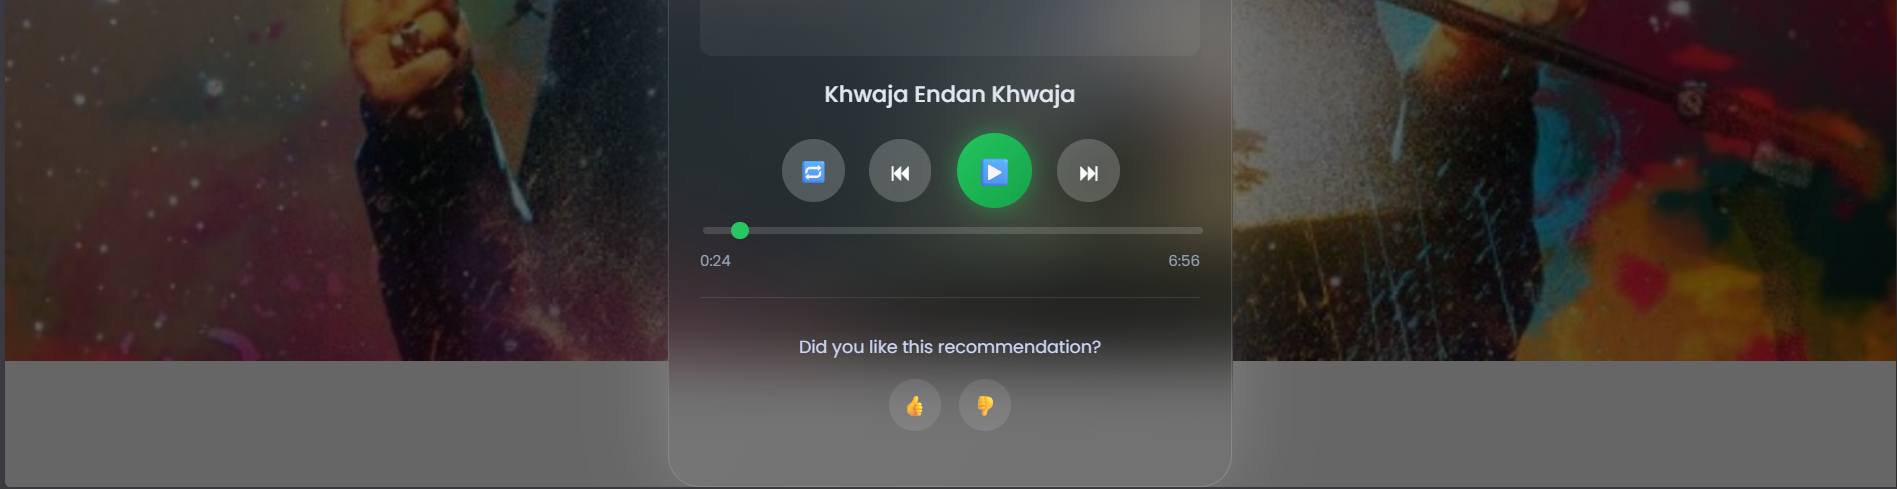 Khwaja Endan Khwaja
0:24 6:56
Did you like this recommendation?